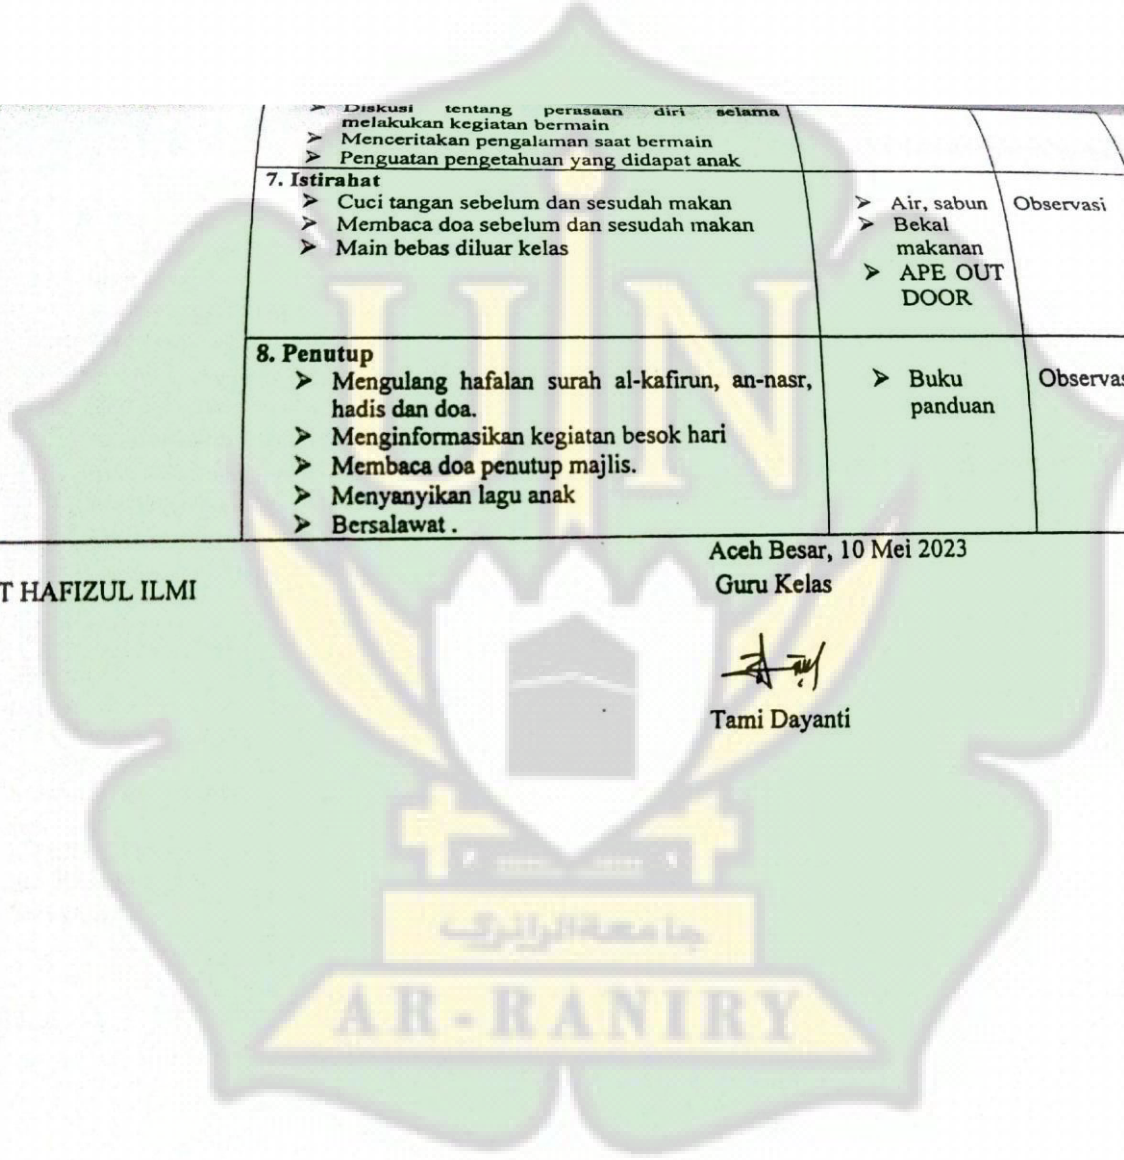 ➤ Diskusi tentang perasaan diri selama
melakukan kegiatan bermain
➤ Menceritakan pengalaman saat bermain
➤ Penguatan pengetahuan yang didapat anak
7. Istirahat
➤ Cuci tangan sebelum dan sesudah makan
➤ Membaca doa sebelum dan sesudah makan
➤ Main bebas diluar kelas
➤ Air, sabun
➤ Bekal
makanan
➤ APE OUT
DOOR
Observasi
8. Penutup
➤ Mengulang hafalan surah al-kafirun, an-nasr,
hadis dan doa.
➤ Menginformasikan kegiatan besok hari
➤ Membaca doa penutup majlis.
➤ Menyanyikan lagu anak
➤ Bersalawat .
➤ Buku
panduan
Observas
Aceh Besar, 10 Mei 2023
T HAFIZUL ILMI
Guru Kelas
Tami Dayanti
UIN
جامعة الرانري
AR-RANIRY